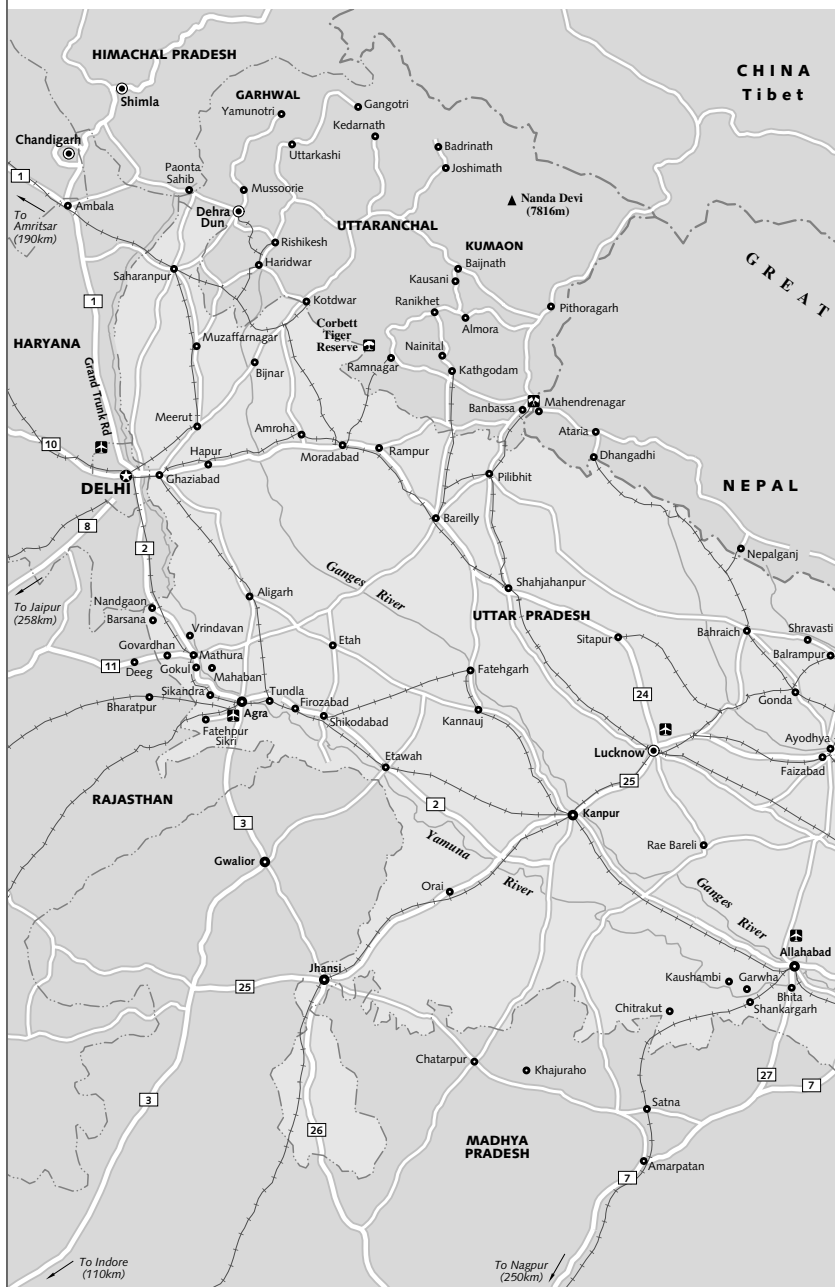 HIMACHAL PRADESH
CHINA
Tibet
Shimla
GARHWAL
Yamunotri
Gangotri
Kedarnath
Chandigarh
Uttarkashi
Badrinath
Joshimath
Paonta
Sahib
Mussoorie
1
Nanda Devi
(7816m)
Ambala
To
Amritsar
(190km)
Dehra
Dun
UTTARANCHAL
KUMAON
Rishikesh
Haridwar
Baijnath
Saharanpur
Kausani
GREAT
1
Kotdwar
Ranikhet
Pithoragarh
Almora
Corbett
Tiger
Reserve
HARYANA
Muzaffarnagar
Nainital
Bijnar
Ramnagar
Kathgodam
Grand Trunk Rd
Mahendrenagar
Banbassa
Meerut
Amroha
Ataria
10
Hapur
Moradabad
Rampur
Dhangadhi
DELHI
Ghaziabad
Pilibhit
NEPAL
8
Bareilly
2
Nepalganj
Ganges
River
To Jaipur
(258km)
Nandgaon
Aligarh
Shahjahanpur
Barsana
UTTAR PRADESH
Vrindavan
Etah
Sitapur
Bahraich
Shravasti
Govardhan
Mathura
Balrampur
11
Deeg
Gokul
Mahaban
Fatehgarh
Sikandra
Tundla
24
Gonda
Bharatpur
Agra
Firozabad
Shikodabad
Kannauj
Fatehpur
Sikri
Ayodhya
Lucknow
Faizabad
Etawah
25
RAJASTHAN
2
3
Kanpur
Yamuna
River
Rae Bareli
Gwalior
Orai
Ganges
River
Allahabad
Jhansi
25
Kaushambi
Garwha
Bhita
Chitrakut
Shankargarh
Chatarpur
Khajuraho
27
7
3
Satna
26
MADHYA
PRADESH
Amarpatan
7
To Indore
(110km)
To Nagpur
(250km)